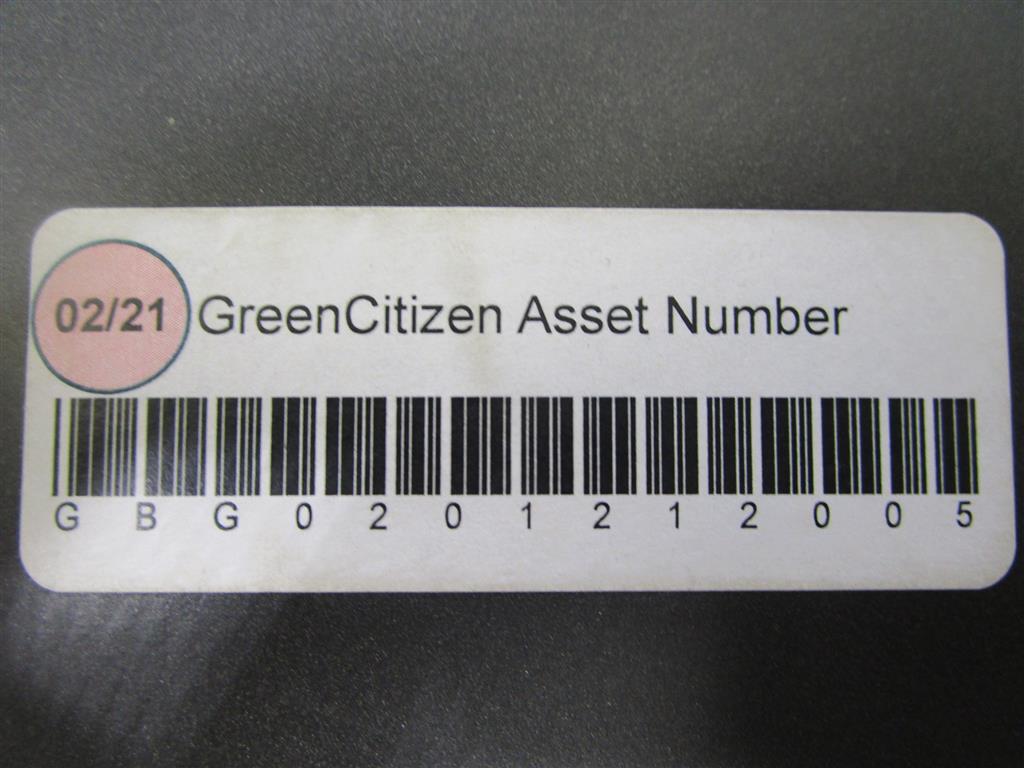 02/21 GreenCitizen Asset Number
G B G 0 2 0 1 2 1 2 0 0 5